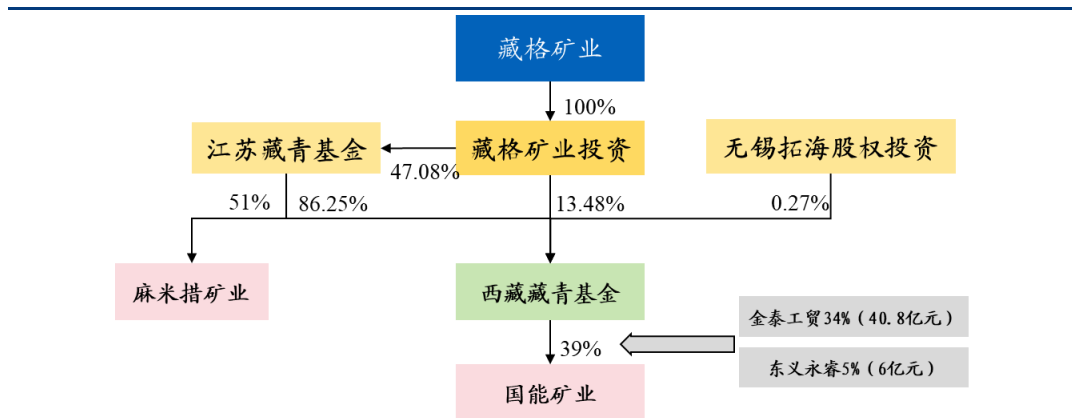 藏格矿业
100%
江苏藏青基金
藏格矿业投资
无锡拓海股权投资
47.08%
51%
86.25%
13.48%
0.27%
麻米措矿业
西藏藏青基金
金泰工贸34%（40.8亿元）
39%
东义永睿5%（6亿元）
国能矿业